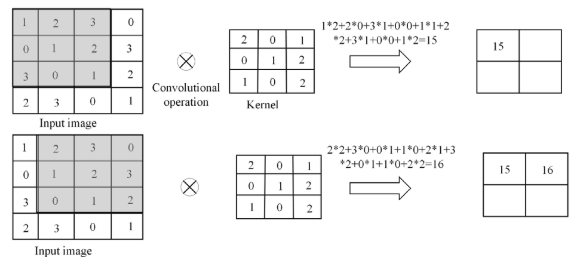 1 2 3 0
0 1 2 3
3 0 1 2
2 3 0 1
Input image
Convolutional
operation
2 0 1
0 1 2
1 0 2
Kernel
1*2+2*0+3*1+0*0+1*1+2
*2+3*1+0*0+1*2=15
15
1 2 3 0
0 1 2 3
3 0 1 2
2 3 0 1
Input image
2 0 1
0 1 2
1 0 2
2*2+3*0+0*1+1*0+2*1+3
*2+0*1+1*0+2*2=16
15 16